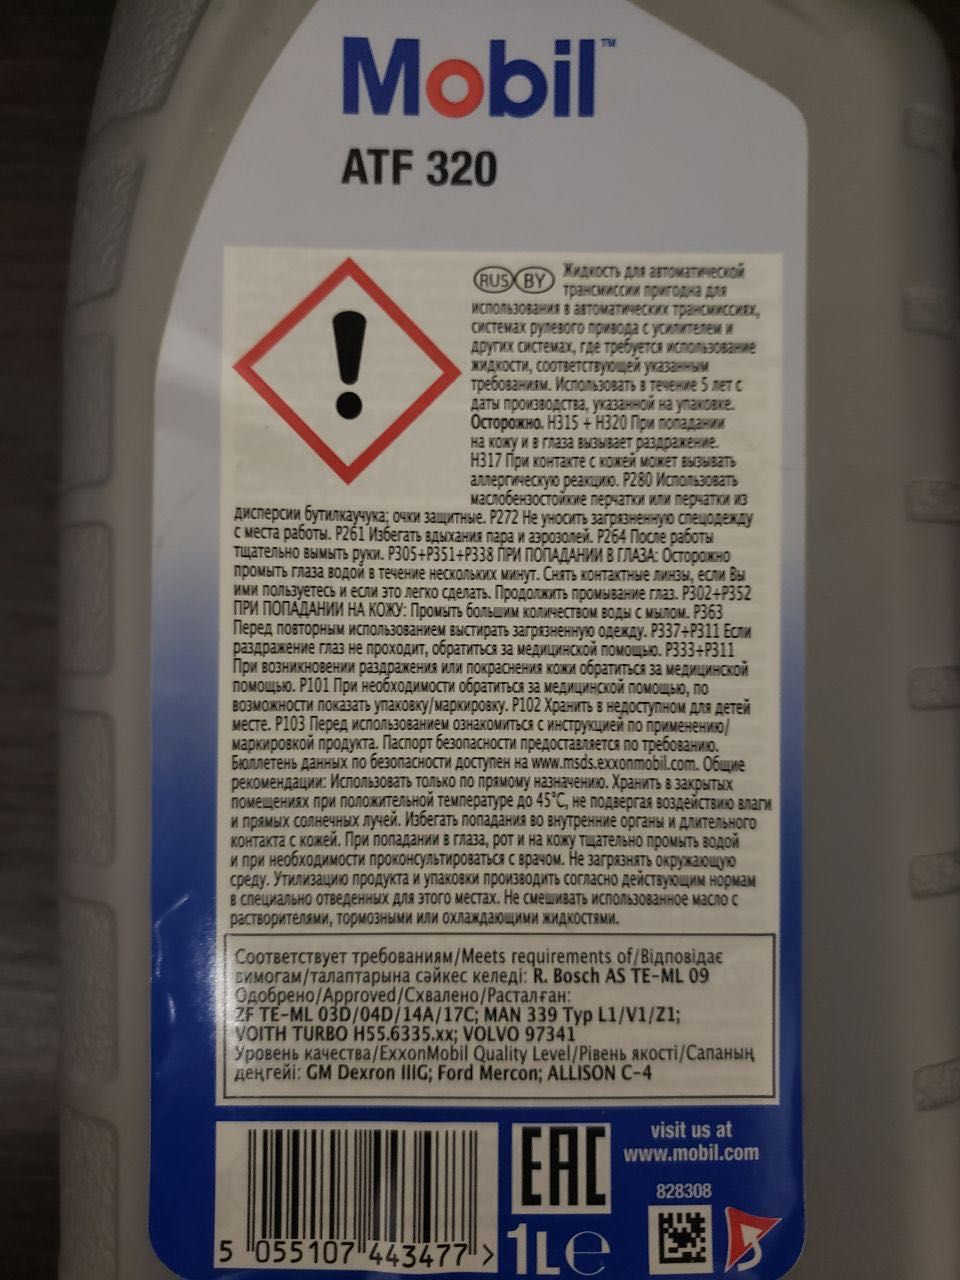 Mobil™
ATF 320
RUS BY Жидкость для автоматической
трансмиссии пригодна для
использования в автоматических трансмиссиях,
системах рулевого привода с усилителем и
других системах, где требуется использование
жидкости, соответствующей указанным
требованиям. Использовать в течение 5 лет с
даты производства, указанной на упаковке.
Осторожно. H315 + H320 При попадании
на кожу и в глаза вызывает раздражение.
H317 При контакте с кожей может вызывать
аллергическую реакцию. P280 Использовать
маслобензостойкие перчатки или перчатки из
дисперсии бутилкаучука; очки защитные. P272 Не уносить загрязненную спецодежду
с места работы. P261 Избегать вдыхания пара и аэрозолей. P264 После работы
тщательно вымыть руки. P305+P351+P338 ПРИ ПОПАДАНИИ В ГЛАЗА: Осторожно
промыть глаза водой в течение нескольких минут. Снять контактные линзы, если Вы
ими пользуетесь и если это легко сделать. Продолжить промывание глаз. P302+P352
ПРИ ПОПАДАНИИ НА КОЖУ: Промыть большим количеством воды с мылом. P363
Перед повторным использованием выстирать загрязненную одежду. P337+P311 Если
раздражение глаз не проходит, обратиться за медицинской помощью. P333+P311
При возникновении раздражения или покраснения кожи обратиться за медицинской
помощью. P101 При необходимости обратиться за медицинской помощью, по
возможности показать упаковку/маркировку. P102 Хранить в недоступном для детей
месте. P103 Перед использованием ознакомиться с инструкцией по применению/
маркировкой продукта. Паспорт безопасности предоставляется по требованию.
Бюллетень данных по безопасности доступен на www.msds.exxonmobil.com. Общие
рекомендации: Использовать только по прямому назначению. Хранить в закрытых
помещениях при положительной температуре до 45°C, не подвергая воздействию влаги
и прямых солнечных лучей. Избегать попадания во внутренние органы и длительного
контакта с кожей. При попадании в глаза, рот и на кожу тщательно промыть водой
и при необходимости проконсультироваться с врачом. Не загрязнять окружающую
среду. Утилизацию продукта и упаковки производить согласно действующим нормам
в специально отведенных для этого местах. Не смешивать использованное масло с
растворителями, тормозными или охлаждающими жидкостями.
Соответствует требованиям/Meets requirements of/Відповідає
вимогам/талаптарына сәйкес келеді: R. Bosch AS TE-ML 09
Одобрено/Approved/Схвалено/Расталған:
ZF TE-ML 03D/04D/14A/17C; MAN 339 Typ L1/V1/Z1;
VOITH TURBO H55.6335.xx; VOLVO 97341
Уровень качества/ExxonMobil Quality Level/Рівень якості/Сапаның
деңгейі: GM Dexron IIIG; Ford Mercon; ALLISON C-4
EAC
visit us at
www.mobil.com
828308
5 055107 443477 >
1L e